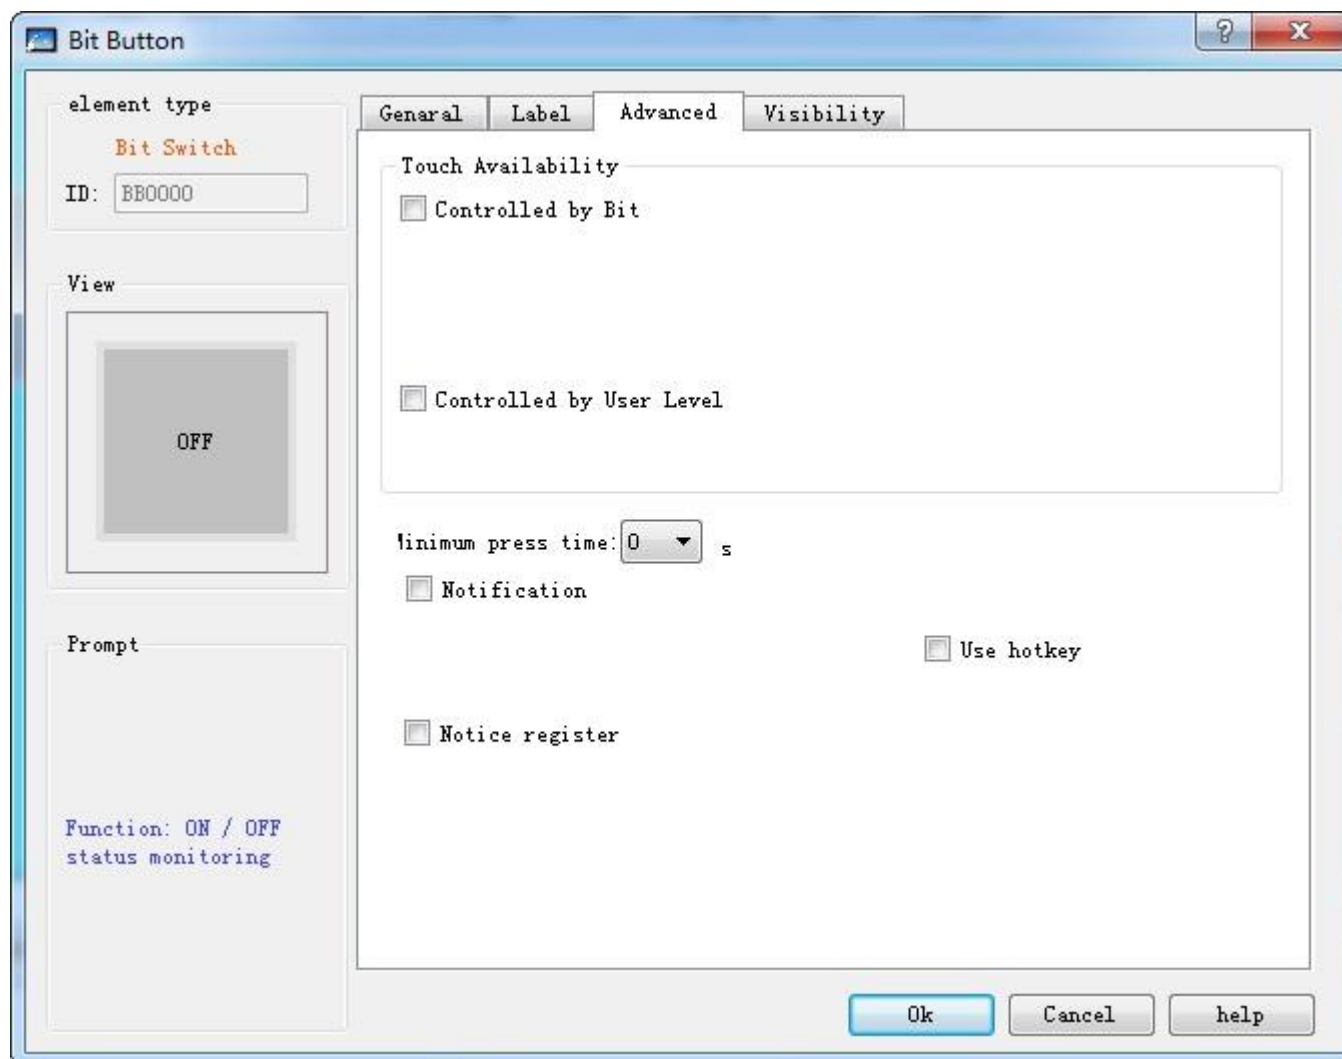 Bit Button
element type
Bit Switch
ID: BB0000
View
OFF
Prompt
Function: ON / OFF
status monitoring
Genaral Label Advanced Visibility
Touch Availability
Controlled by Bit
Controlled by User Level
Minimum press time: 0 s
Notification
Use hotkey
Notice register
Ok Cancel help